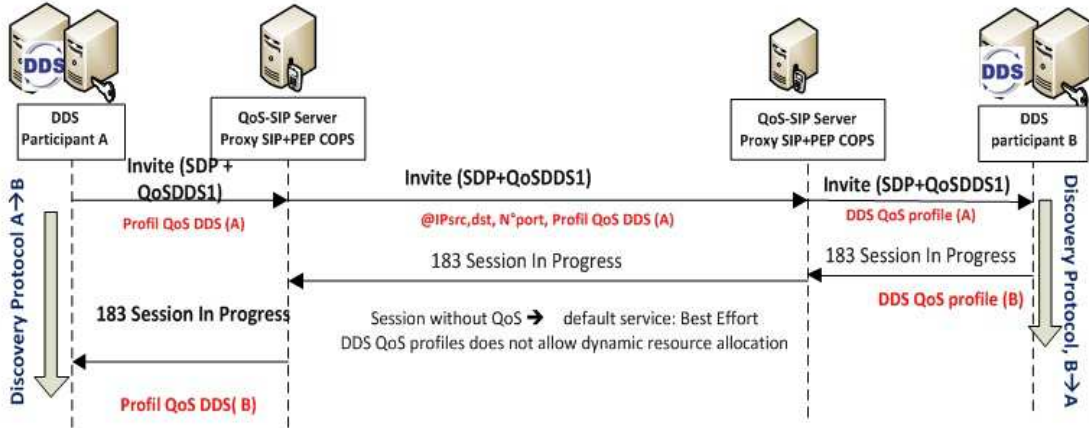 DDS
DDS
DDS
Participant A
QoS-SIP Server
Proxy SIP+PEP COPS
QoS-SIP Server
Proxy SIP+PEP COPS
DDS
participant B
Invite (SDP +
QoSDDS1)
Invite (SDP+QoSDDS1)
Invite (SDP+QoSDDS1)
Profil QoS DDS (A)
@IPsrc,dst, N°port, Profil QoS DDS (A)
DDS QoS profile (A)
Discovery Protocol A→B
Discovery Protocol, B→A
183 Session In Progress
183 Session In Progress
DDS QoS profile (B)
183 Session In Progress
Session without QoS → default service: Best Effort
DDS QoS profiles does not allow dynamic resource allocation
Profil QoS DDS( B)